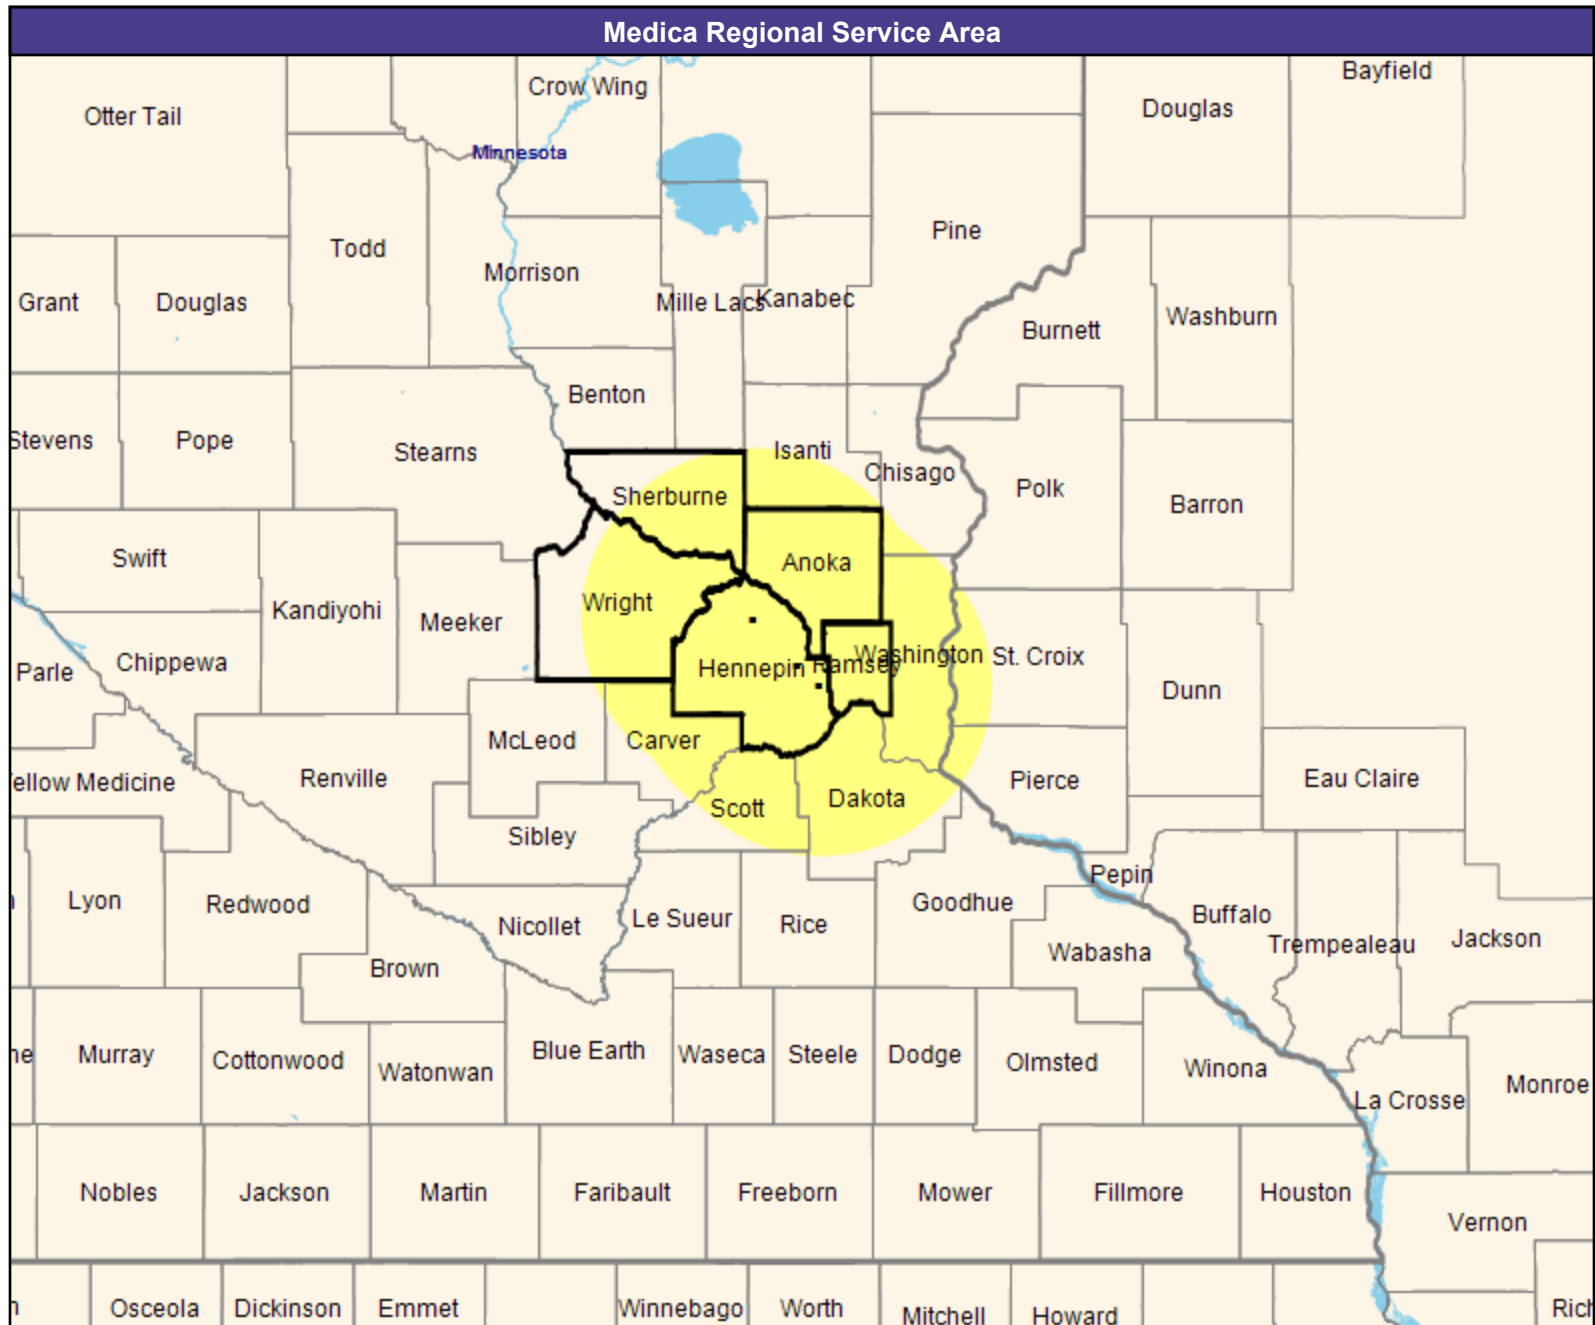 Medica Regional Service Area
Crow Wing
Bayfield
Otter Tail
Douglas
Minnesota
Todd
Pine
Morrison
Grant
Douglas
Mille Lacs
Kanabec
Washburn
Burnett
Benton
Stevens
Pope
Stearns
Isanti
Chisago
Polk
Barron
Sherburne
Swift
Anoka
Wright
Kandiyohi
Meeker
Chippewa
Parle
Hennepin
Ramsey
Washington
St. Croix
Dunn
McLeod
Carver
Renville
ellow Medicine
Pierce
Eau Claire
Scott
Dakota
Sibley
Pepin
Lyon
Redwood
Nicollet
Le Sueur
Rice
Goodhue
Buffalo
Trempealeau
Jackson
Wabasha
Brown
ne
Murray
Cottonwood
Watonwan
Blue Earth
Waseca
Steele
Dodge
Olmsted
Winona
La Crosse
Monroe
Nobles
Jackson
Martin
Faribault
Freeborn
Mower
Fillmore
Houston
Vernon
Osceola
Dickinson
Emmet
Winnebago
Worth
Mitchell
Howard
Rich